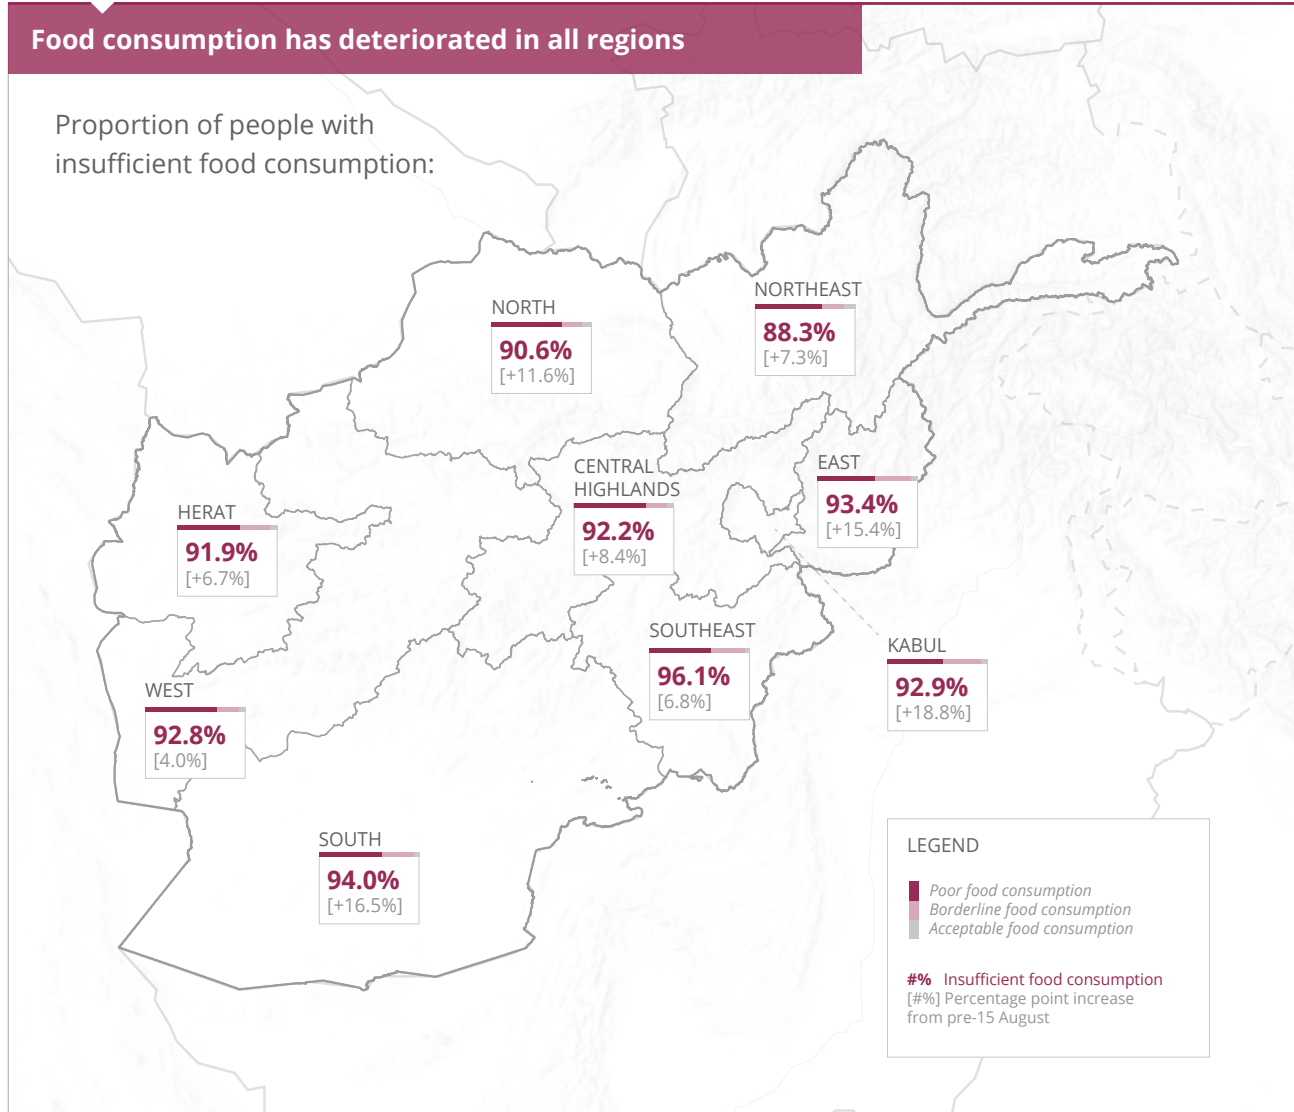 Food consumption has deteriorated in all regions
Proportion of people with
insufficient food consumption:
NORTH
90.6%
[+11.6%]
NORTHEAST
88.3%
[+7.3%]
CENTRAL
HIGHLANDS
92.2%
[+8.4%]
EAST
93.4%
[+15.4%]
HERAT
91.9%
[+6.7%]
SOUTHEAST
96.1%
[6.8%]
KABUL
92.9%
[+18.8%]
WEST
92.8%
[4.0%]
SOUTH
94.0%
[+16.5%]
LEGEND
Poor food consumption
Borderline food consumption
Acceptable food consumption
#% Insufficient food consumption
[#%] Percentage point increase
from pre-15 August